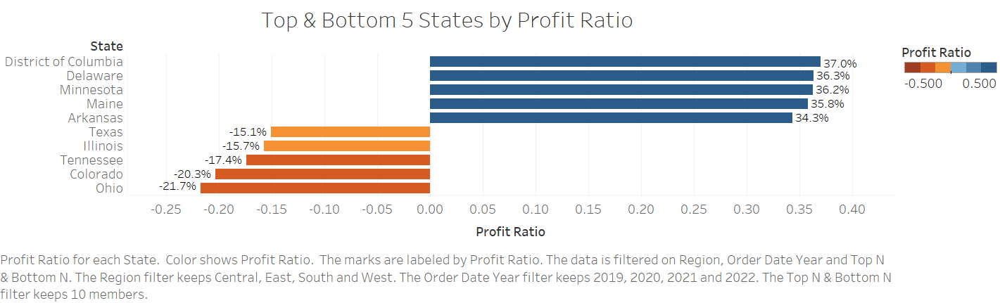 Top & Bottom 5 States by Profit Ratio
State
District of Columbia 37.0%
Delaware 36.3%
Minnesota 36.2%
Maine 35.8%
Arkansas 34.3%
Texas -15.1%
Illinois -15.7%
Tennessee -17.4%
Colorado -20.3%
Ohio -21.7%
-0.25 -0.20 -0.15 -0.10 -0.05 0.00 0.05 0.10 0.15 0.20 0.25 0.30 0.35 0.40
Profit Ratio
Profit Ratio
-0.500 0.500
Profit Ratio for each State.  Color shows Profit Ratio.  The marks are labeled by Profit Ratio. The data is filtered on Region, Order Date Year and Top N
& Bottom N. The Region filter keeps Central, East, South and West. The Order Date Year filter keeps 2019, 2020, 2021 and 2022. The Top N & Bottom N
filter keeps 10 members.